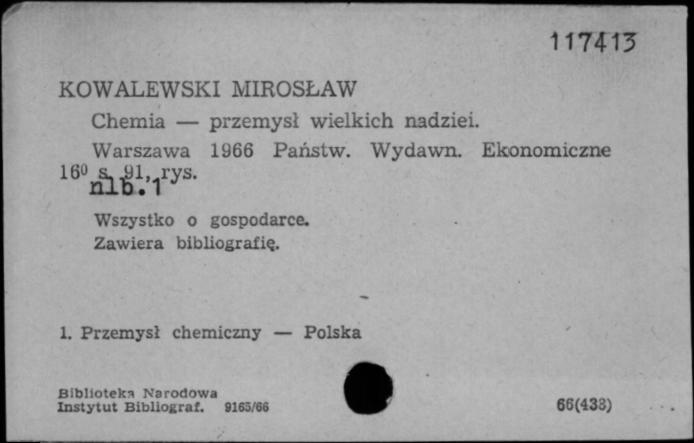 117413
KOWALEWSKI MIROSŁAW
Chemia — przemysł wielkich nadziei.
Warszawa 1966 Państw. Wydawn. Ekonomiczne
16⁰ s. 91, rys.
nlb.1
Wszystko o gospodarce.
Zawiera bibliografię.
1. Przemysł chemiczny — Polska
Biblioteka Narodowa
Instytut Bibliograf. 9165/66 66(438)